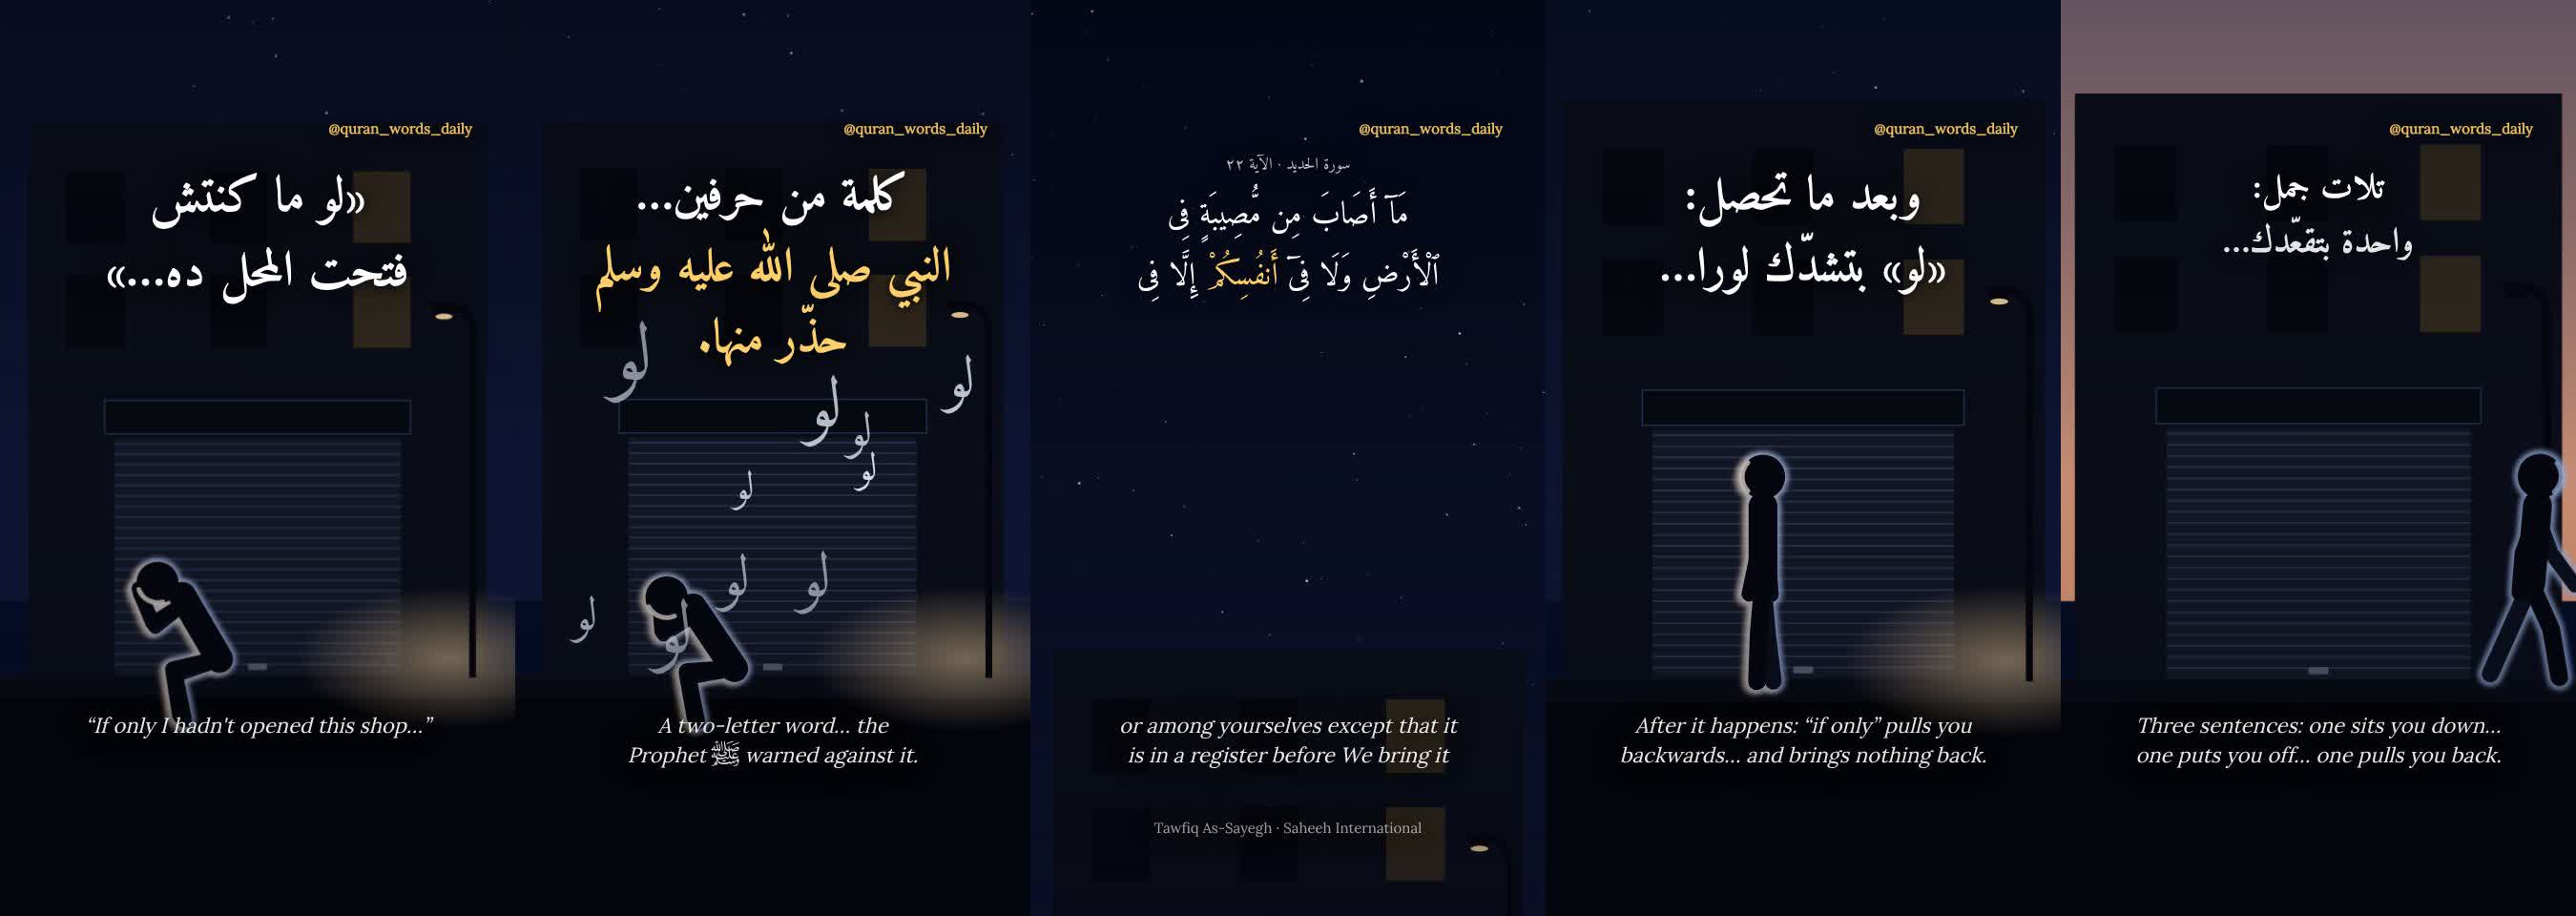 @quran_words_daily
«لو ما كنتش
فتحت المحل ده...»
“If only I hadn't opened this shop...”
@quran_words_daily
كلمة من حرفين...
النبي صلى الله عليه وسلم
حذّر منها.
لو
لو
لو
لو
لو
لو
لو
لو
لو
لو
A two-letter word... the
Prophet ﷺ warned against it.
@quran_words_daily
سورة الحديد · الآية ٢٢
مَآ أَصَابَ مِن مُّصِيبَةٍ فِى
ٱلْأَرْضِ وَلَا فِىٓ أَنفُسِكُمْ إِلَّا فِى
or among yourselves except that it
is in a register before We bring it
Tawfiq As-Sayegh · Saheeh International
@quran_words_daily
وبعد ما تحصل:
«لو» بتشدّك لورا...
After it happens: “if only” pulls you
backwards... and brings nothing back.
@quran_words_daily
تلات جمل:
واحدة بتقعّدك...
Three sentences: one sits you down...
one puts you off... one pulls you back.